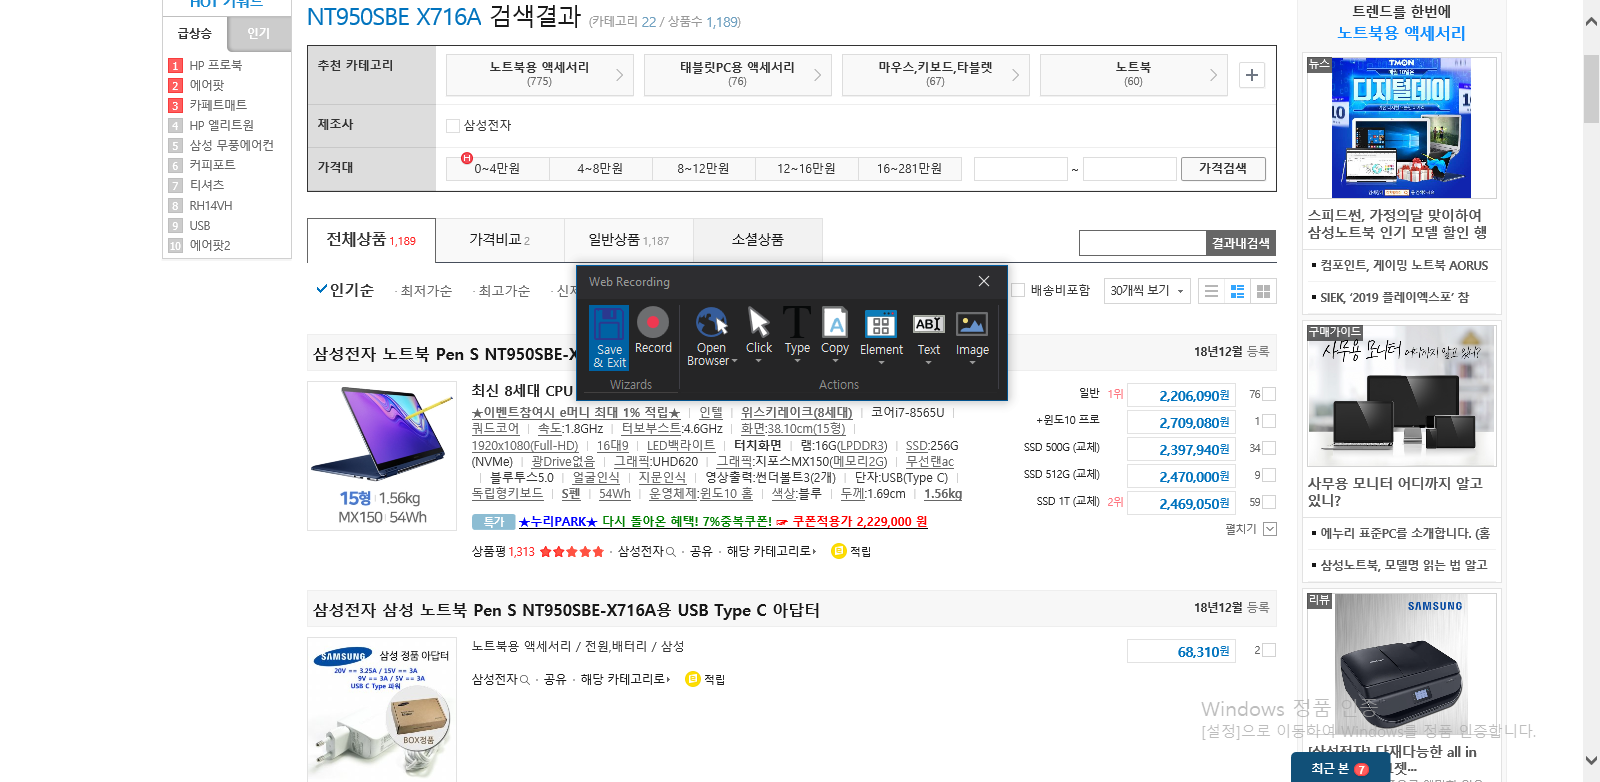 HOT 키워드
급상승 인기
1 HP 프로북
2 에어팟
3 카페트매트
4 HP 엘리트원
5 삼성 무풍에어컨
6 커피포트
7 티셔츠
8 RH14VH
9 USB
10 에어팟2
NT950SBE X716A 검색결과 (카테고리 22 / 상품수 1,189)
추천 카테고리
노트북용 액세서리 (775)
태블릿PC용 액세서리 (76)
마우스,키보드,타블렛 (67)
노트북 (60)
제조사 삼성전자
가격대 H 0~4만원 4~8만원 8~12만원 12~16만원 16~281만원 ~ 가격검색
전체상품 1,189 가격비교 2 일반상품 1,187 소셜상품 결과내검색
인기순 · 최저가순 · 최고가순 · 신제 배송비포함 30개씩 보기
Web Recording
Save & Exit
Record
Open Browser
Click
Type
Copy
Element
Text
Image
Wizards Actions
삼성전자 노트북 Pen S NT950SBE-X 18년12월 등록
15형 1.56kg
MX150 54Wh
최신 8세대 CPU
★이벤트참여시 e머니 최대 1% 적립★ | 인텔 | 위스키레이크(8세대) | 코어i7-8565U |
쿼드코어 | 속도:1.8GHz | 터보부스트:4.6GHz | 화면:38.10cm(15형) |
1920x1080(Full-HD) | 16대9 | LED백라이트 | 터치화면 | 램:16G(LPDDR3) | SSD:256G
(NVMe) | 광Drive없음 | 그래픽:UHD620 | 그래픽:지포스MX150(메모리2G) | 무선랜ac
| 블루투스5.0 | 얼굴인식 | 지문인식 | 영상출력:썬더볼트3(2개) | 단자:USB(Type C) |
독립형키보드 | S펜 | 54Wh | 운영체제:윈도10 홈 | 색상:블루 | 두께:1.69cm | 1.56kg
특가 ★누리PARK★ 다시 돌아온 혜택! 7%중복쿠폰! ☞ 쿠폰적용가 2,229,000 원
상품평 1,313 ★★★★★ · 삼성전자 · 공유 · 해당 카테고리로 적립
일반 1위 2,206,090원 76
+윈도10 프로 2,709,080원 1
SSD 500G (교체) 2,397,940원 34
SSD 512G (교체) 2,470,000원 9
SSD 1T (교체) 2위 2,469,050원 59
펼치기
삼성전자 삼성 노트북 Pen S NT950SBE-X716A용 USB Type C 아답터 18년12월 등록
SAMSUNG 삼성 정품 아답터
20V == 3.25A / 15V == 3A
9V == 3A / 5V == 3A
USB C Type 파워
BOX정품
노트북용 액세서리 / 전원,배터리 / 삼성
삼성전자 · 공유 · 해당 카테고리로 적립
68,310원 2
트렌드를 한번에
노트북용 액세서리
뉴스
TMON
디지털데이
10
스피드썬, 가정의달 맞이하여
삼성노트북 인기 모델 할인 행
컴포인트, 게이밍 노트북 AORUS
SIEK, ‘2019 플레이엑스포’ 참
구매가이드
사무용 모니터 어디까지 알고 있니?
사무용 모니터 어디까지 알고
있니?
에누리 표준PC를 소개합니다. (홈
삼성노트북, 모델명 읽는 법 알고
리뷰
SAMSUNG
[삼성전자] 다재다능한 all in
Windows 정품 인증
[설정]으로 이동하여 Windows를 정품 인증합니다.
최근 본 7